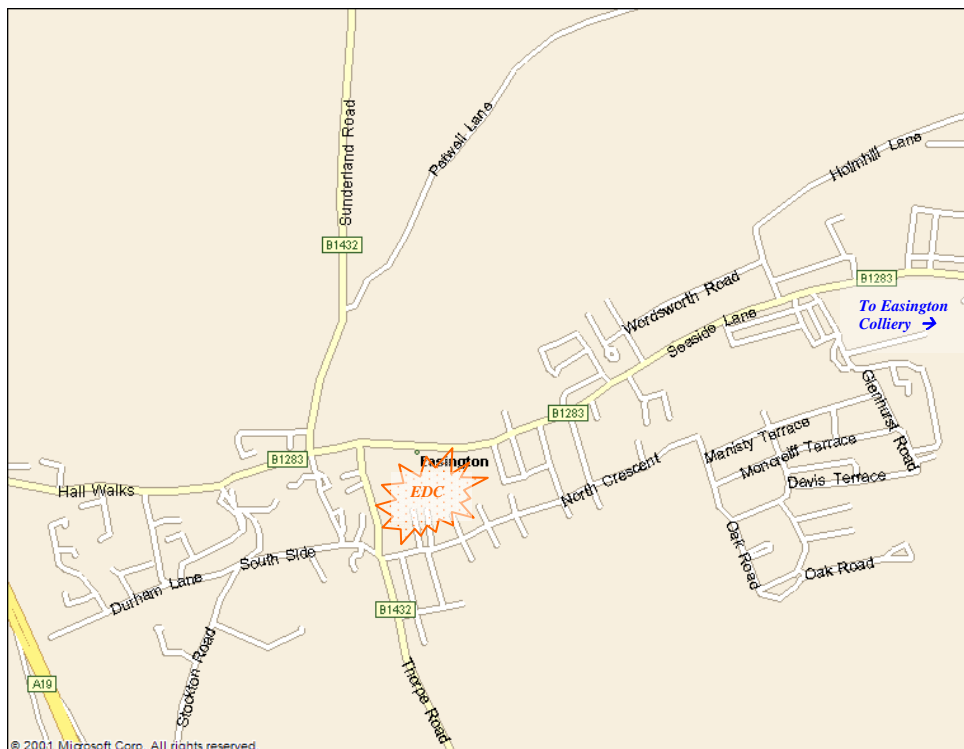 Sunderland Road
Petwell Lane
Holmhill Lane
B1432
B1283
Wordsworth Road
To Easington
Colliery →
Seaside Lane
Glenhurst Road
B1283
Manisty Terrace
Moncreiff Terrace
B1283
Easington
Hall Walks
EDC
North Crescent
Davis Terrace
Oak Road
South Side
Durham Lane
Oak Road
B1432
Stockton Road
Thorpe Road
A19
© 2001 Microsoft Corp. All rights reserved